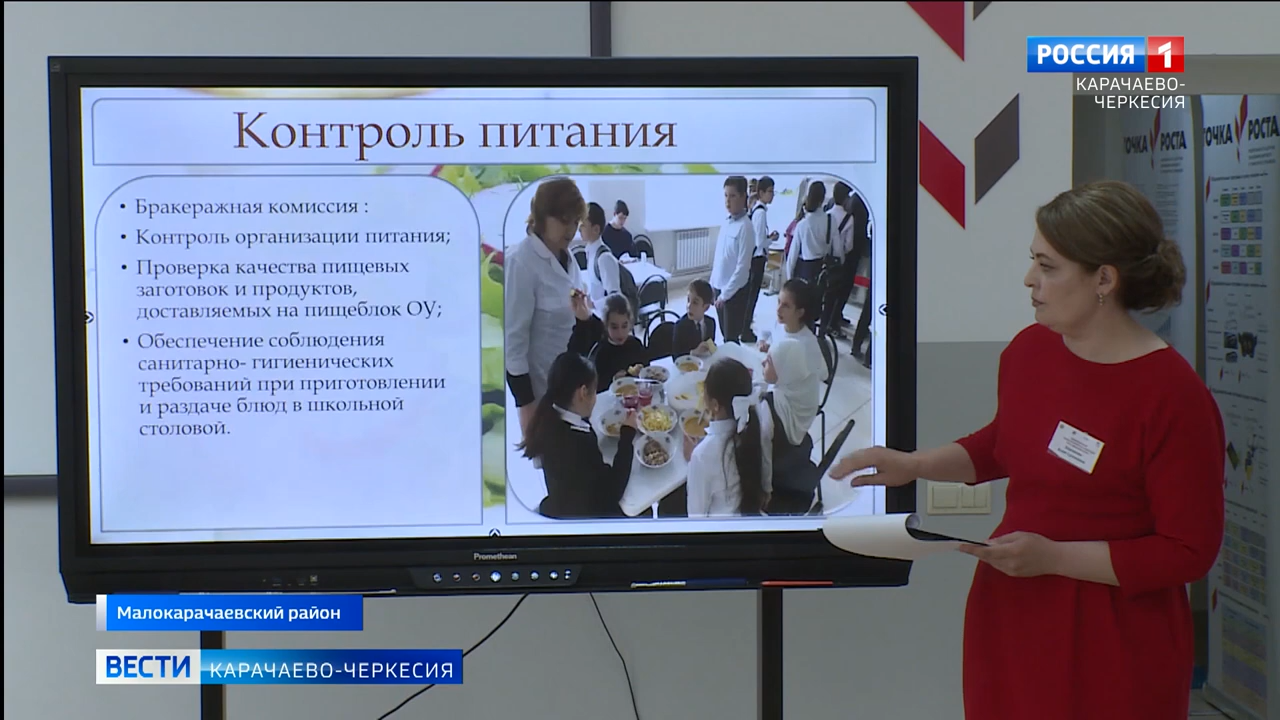 РОССИЯ 1
КАРАЧАЕВО-
ЧЕРКЕСИЯ
Контроль питания
• Бракеражная комиссия :
• Контроль организации питания;
• Проверка качества пищевых
заготовок и продуктов,
доставляемых на пищеблок ОУ;
• Обеспечение соблюдения
санитарно- гигиенических
требований при приготовлении
и раздаче блюд в школьной
столовой.
ТОЧКА РОСТА
ТОЧКА РОСТА
Promethean
Малокарачаевский район
ВЕСТИ КАРАЧАЕВО-ЧЕРКЕСИЯ